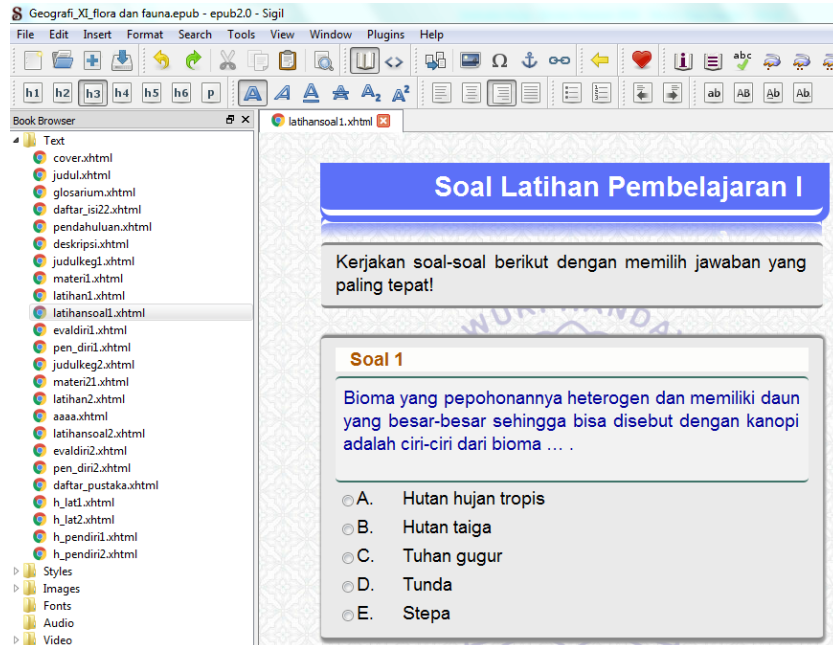 Geografi_XI_flora dan fauna.epub - epub2.0 - Sigil
File Edit Insert Format Search Tools View Window Plugins Help
h1 h2 h3 h4 h5 h6 P A A A A A₂ A² ab AB Ab Ab
Book Browser
latihansoal1.xhtml
Text
cover.xhtml
judul.xhtml
glosarium.xhtml
daftar_isi22.xhtml
pendahuluan.xhtml
deskripsi.xhtml
judulkeg1.xhtml
materi1.xhtml
latihan1.xhtml
latihansoal1.xhtml
evaldiri1.xhtml
pen_diri1.xhtml
judulkeg2.xhtml
materi21.xhtml
latihan2.xhtml
aaaa.xhtml
latihansoal2.xhtml
evaldiri2.xhtml
pen_diri2.xhtml
daftar_pustaka.xhtml
h_lat1.xhtml
h_lat2.xhtml
h_pendiri1.xhtml
h_pendiri2.xhtml
Styles
Images
Fonts
Audio
Video
Soal Latihan Pembelajaran I
Kerjakan soal-soal berikut dengan memilih jawaban yang
paling tepat!
Soal 1
Bioma yang pepohonannya heterogen dan memiliki daun
yang besar-besar sehingga bisa disebut dengan kanopi
adalah ciri-ciri dari bioma ... .
A. Hutan hujan tropis
B. Hutan taiga
C. Tuhan gugur
D. Tunda
E. Stepa